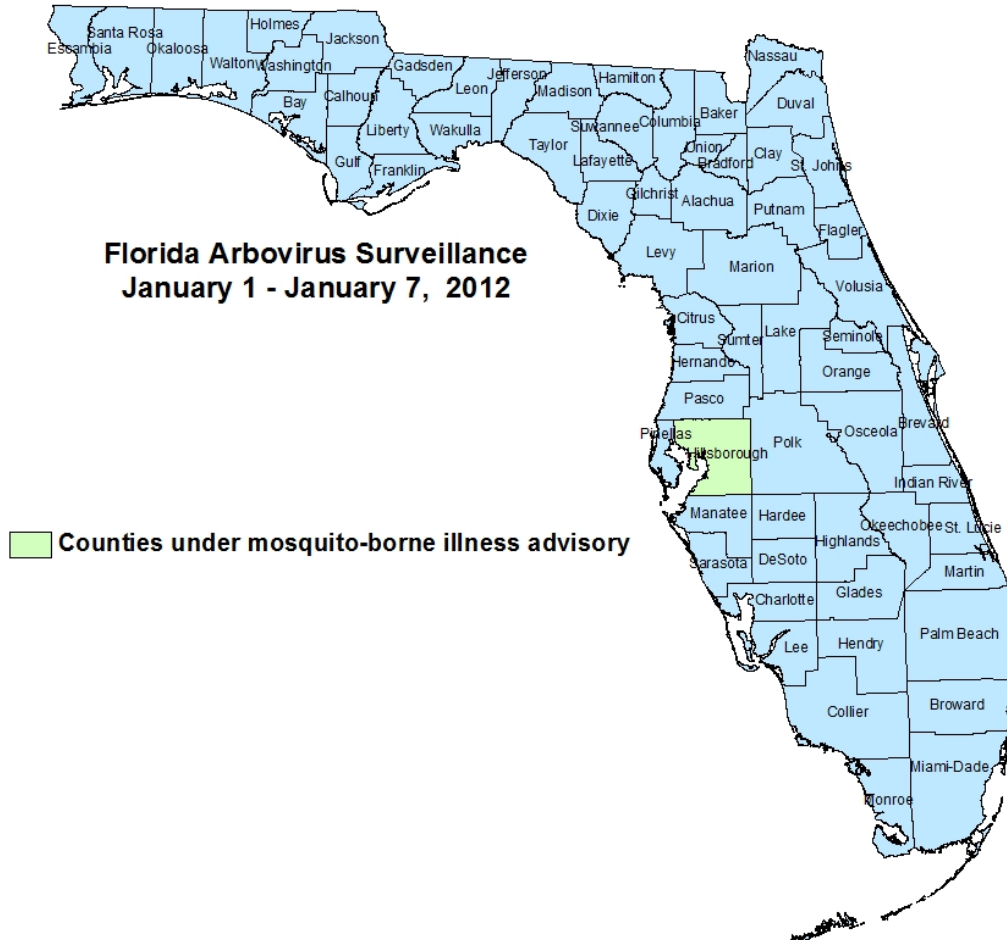 Holmes
Santa Rosa
Jackson
Escambia
Okaloosa
Walton
Washington
Nassau
Gadsden
Jefferson
Hamilton
Leon
Madison
Bay
Calhoun
Baker
Duval
Liberty
Wakulla
Suwannee
Columbia
Taylor
Union
Bradford
Clay
St. Johns
Gulf
Franklin
Lafayette
Gilchrist
Alachua
Putnam
Dixie
Flagler
Florida Arbovirus Surveillance
January 1 - January 7, 2012
Levy
Marion
Volusia
Citrus
Sumter
Lake
Seminole
Hernando
Orange
Pasco
Pinellas
Hillsborough
Polk
Osceola
Brevard
Indian River
Manatee
Hardee
Okeechobee
St. Lucie
Counties under mosquito-borne illness advisory
Highlands
Sarasota
DeSoto
Martin
Charlotte
Glades
Palm Beach
Lee
Hendry
Collier
Broward
Miami-Dade
Monroe